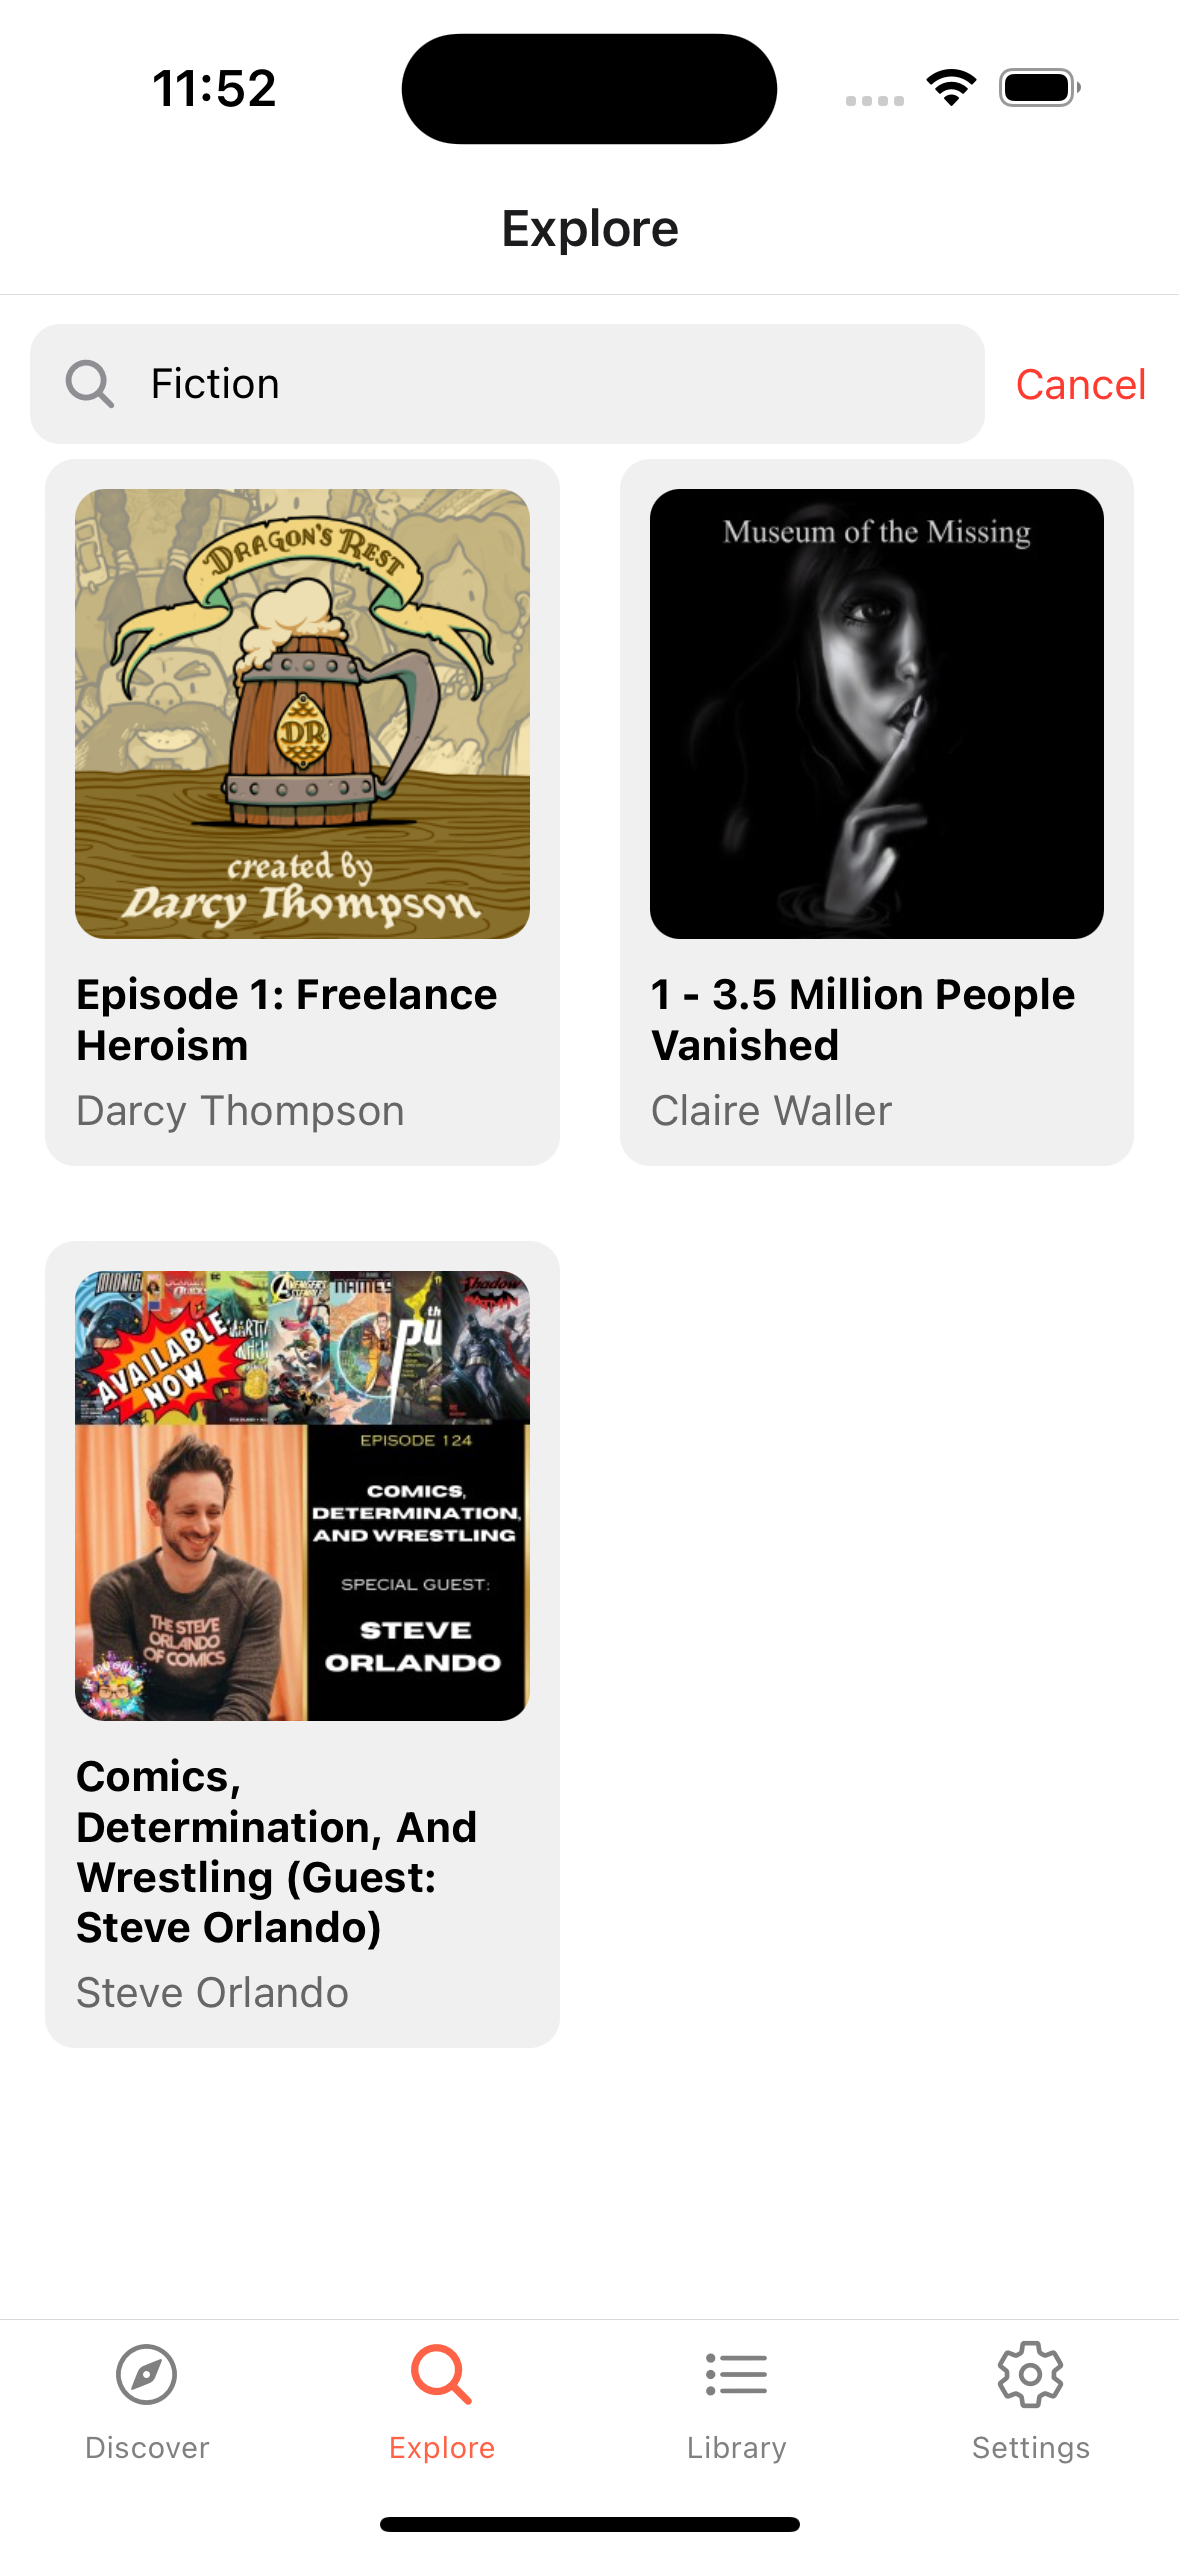 11:52
Explore
Fiction
Cancel
DRAGON'S REST
DR
created by
Darcy Thompson
Episode 1: Freelance
Heroism
Darcy Thompson
Museum of the Missing
1 - 3.5 Million People
Vanished
Claire Waller
AVENGERS
NAMES
Shadow
AVAILABLE
NOW
EPISODE 124
COMICS,
DETERMINATION,
AND WRESTLING
SPECIAL GUEST:
STEVE
ORLANDO
THE STEVE
ORLANDO
OF COMICS
Comics,
Determination, And
Wrestling (Guest:
Steve Orlando)
Steve Orlando
Discover
Explore
Library
Settings